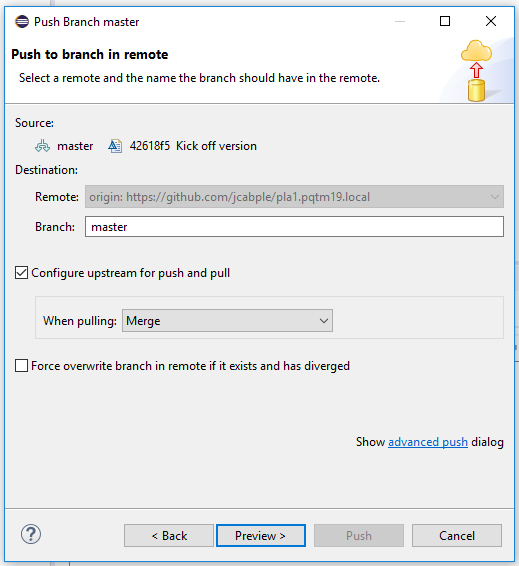 Push Branch master
Push to branch in remote
Select a remote and the name the branch should have in the remote.
Source:
master 42618f5 Kick off version
Destination:
Remote: origin: https://github.com/jcabple/pla1.pqtm19.local
Branch: master
Configure upstream for push and pull
When pulling: Merge
Force overwrite branch in remote if it exists and has diverged
Show advanced push dialog
? < Back Preview > Push Cancel